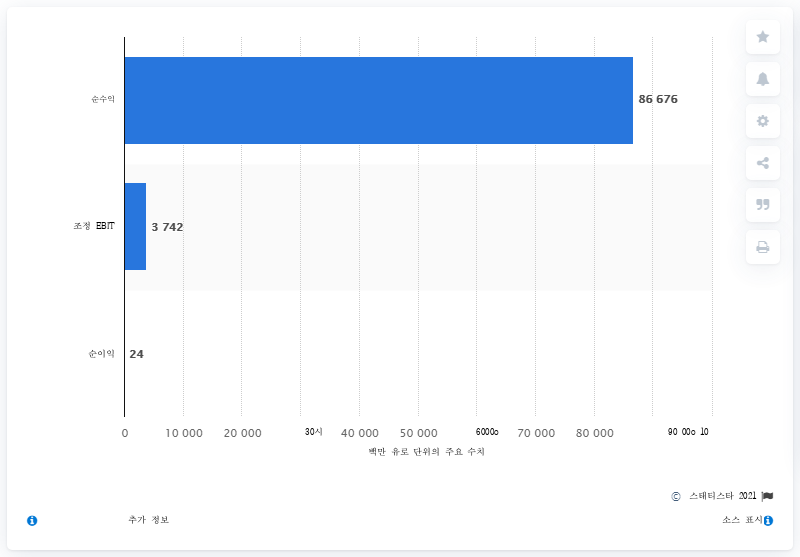 순수익
86 676
조정 EBIT
3 742
순이익
24
0 10 000 20 000 30시 40 000 50 000 6000o 70 000 80 000 90 00o 10
백만 유로 단위의 주요 수치
© 스태티스타 2021
추가 정보 소스 표시